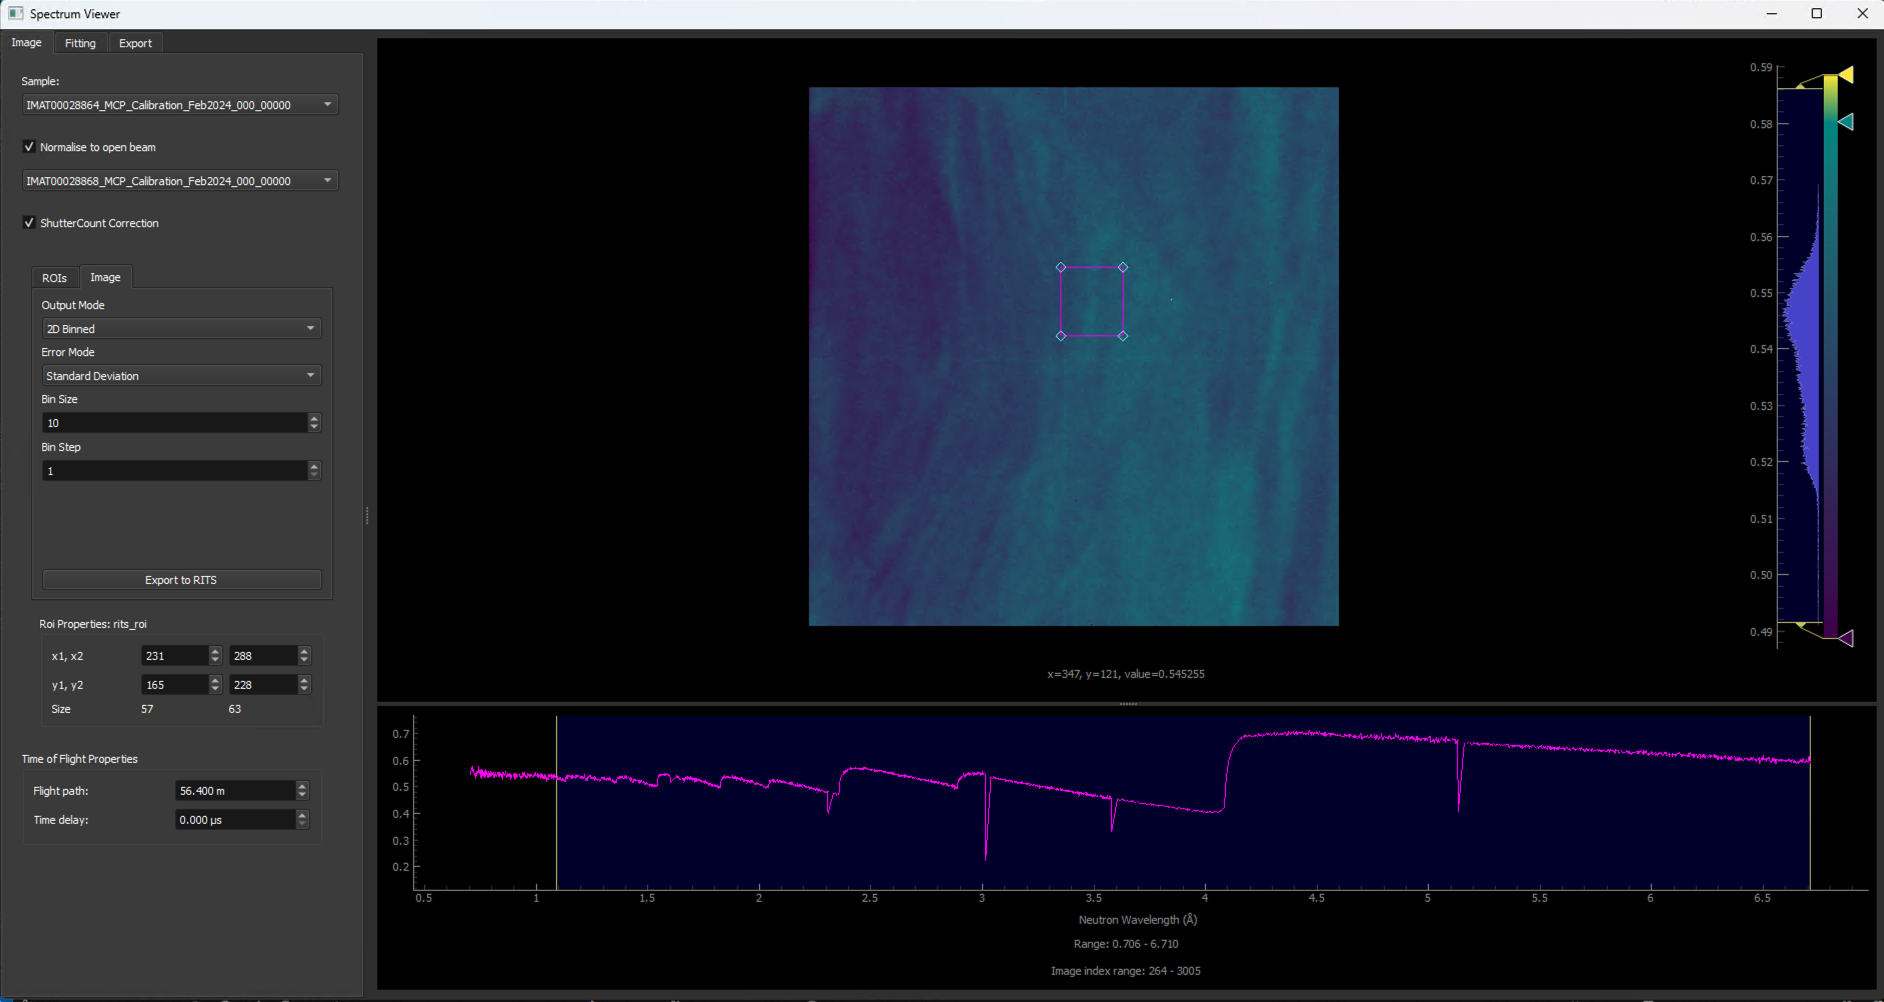 Spectrum Viewer
Image Fitting Export
Sample:
IMAT00028864_MCP_Calibration_Feb2024_000_00000
Normalise to open beam
IMAT00028868_MCP_Calibration_Feb2024_000_00000
ShutterCount Correction
ROIs Image
Output Mode
2D Binned
Error Mode
Standard Deviation
Bin Size
10
Bin Step
1
Export to RITS
Roi Properties: rits_roi
x1, x2 231 288
y1, y2 165 228
Size 57 63
Time of Flight Properties
Flight path: 56.400 m
Time delay: 0.000 µs
0.59
0.58
0.57
0.56
0.55
0.54
0.53
0.52
0.51
0.50
0.49
x=347, y=121, value=0.545255
0.7
0.6
0.5
0.4
0.3
0.2
0.5 1 1.5 2 2.5 3 3.5 4 4.5 5 5.5 6 6.5
Neutron Wavelength (Å)
Range: 0.706 - 6.710
Image index range: 264 - 3005